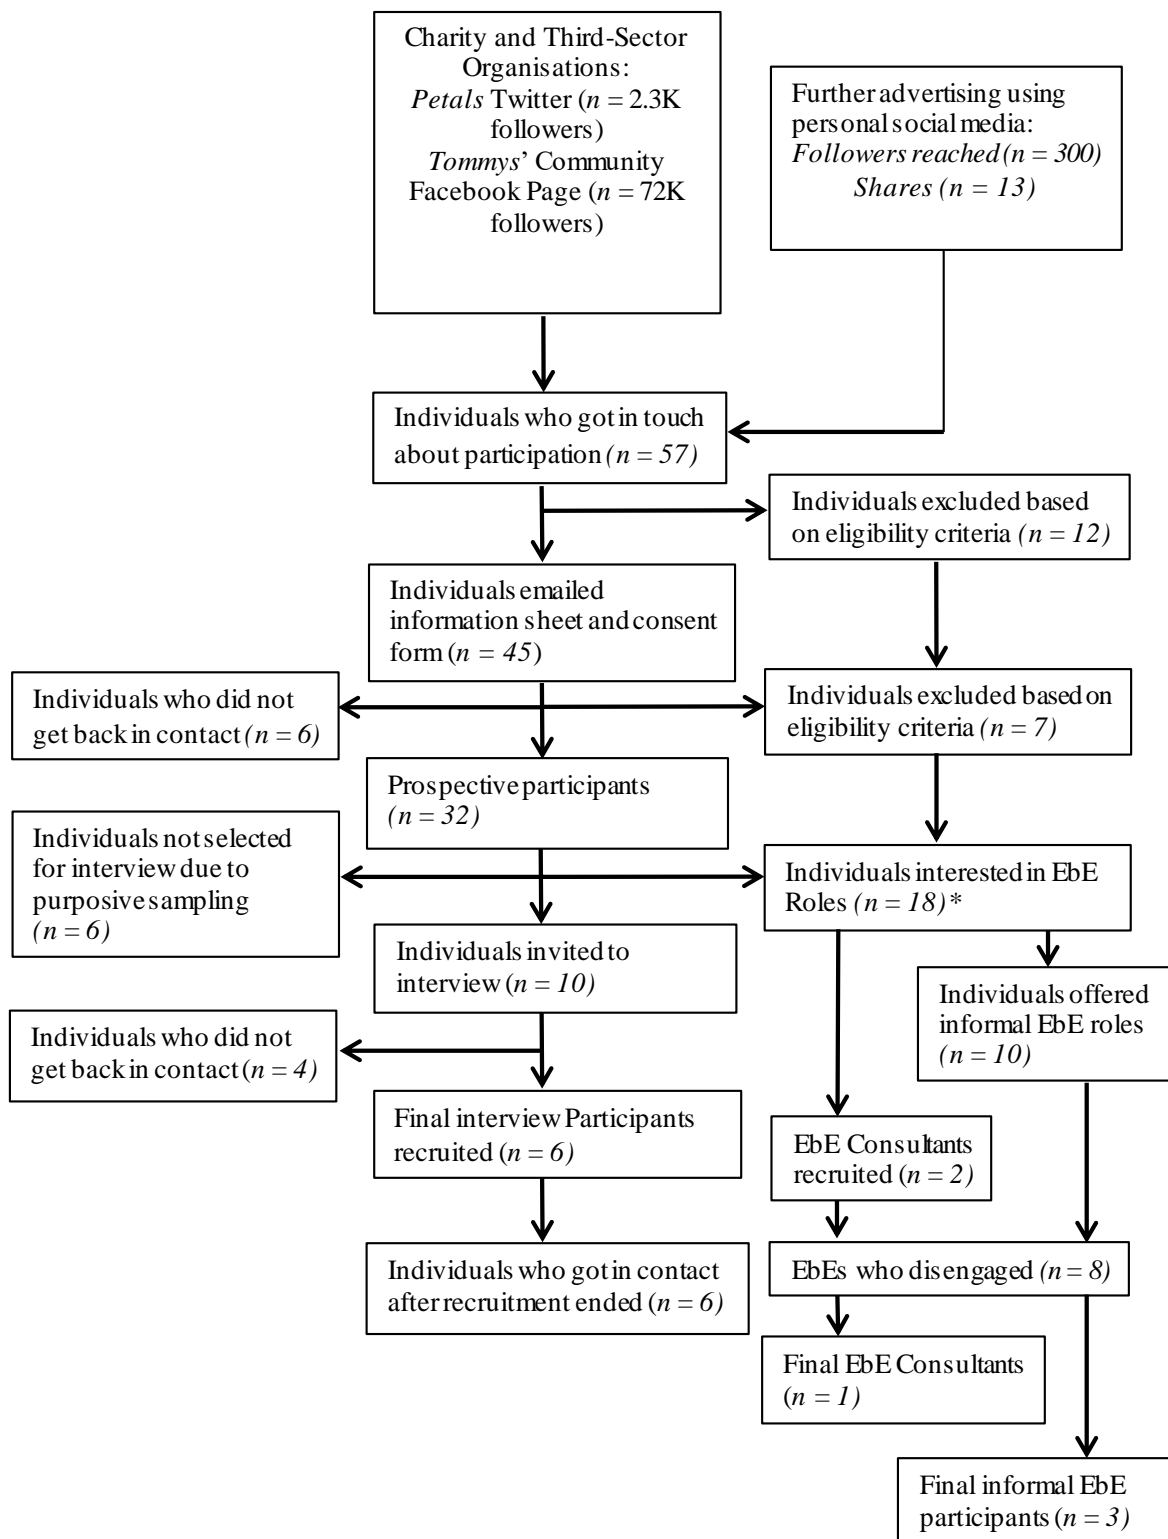 Charity and Third-Sector
Organisations:
Petals Twitter (n = 2.3K
followers)
Tommys’ Community
Facebook Page (n = 72K
followers)
Further advertising using
personal social media:
Followers reached (n = 300)
Shares (n = 13)
Individuals who got in touch
about participation (n = 57)
Individuals excluded based
on eligibility criteria (n = 12)
Individuals emailed
information sheet and consent
form (n = 45)
Individuals who did not
get back in contact (n = 6)
Individuals excluded based on
eligibility criteria (n = 7)
Prospective participants
(n = 32)
Individuals not selected
for interview due to
purposive sampling
(n = 6)
Individuals interested in EbE
Roles (n = 18)*
Individuals invited to
interview (n = 10)
Individuals offered
informal EbE roles
(n = 10)
Individuals who did not
get back in contact (n = 4)
Final interview Participants
recruited (n = 6)
EbE Consultants
recruited (n = 2)
Individuals who got in contact
after recruitment ended (n = 6)
EbEs who disengaged (n = 8)
Final EbE Consultants
(n = 1)
Final informal EbE
participants (n = 3)